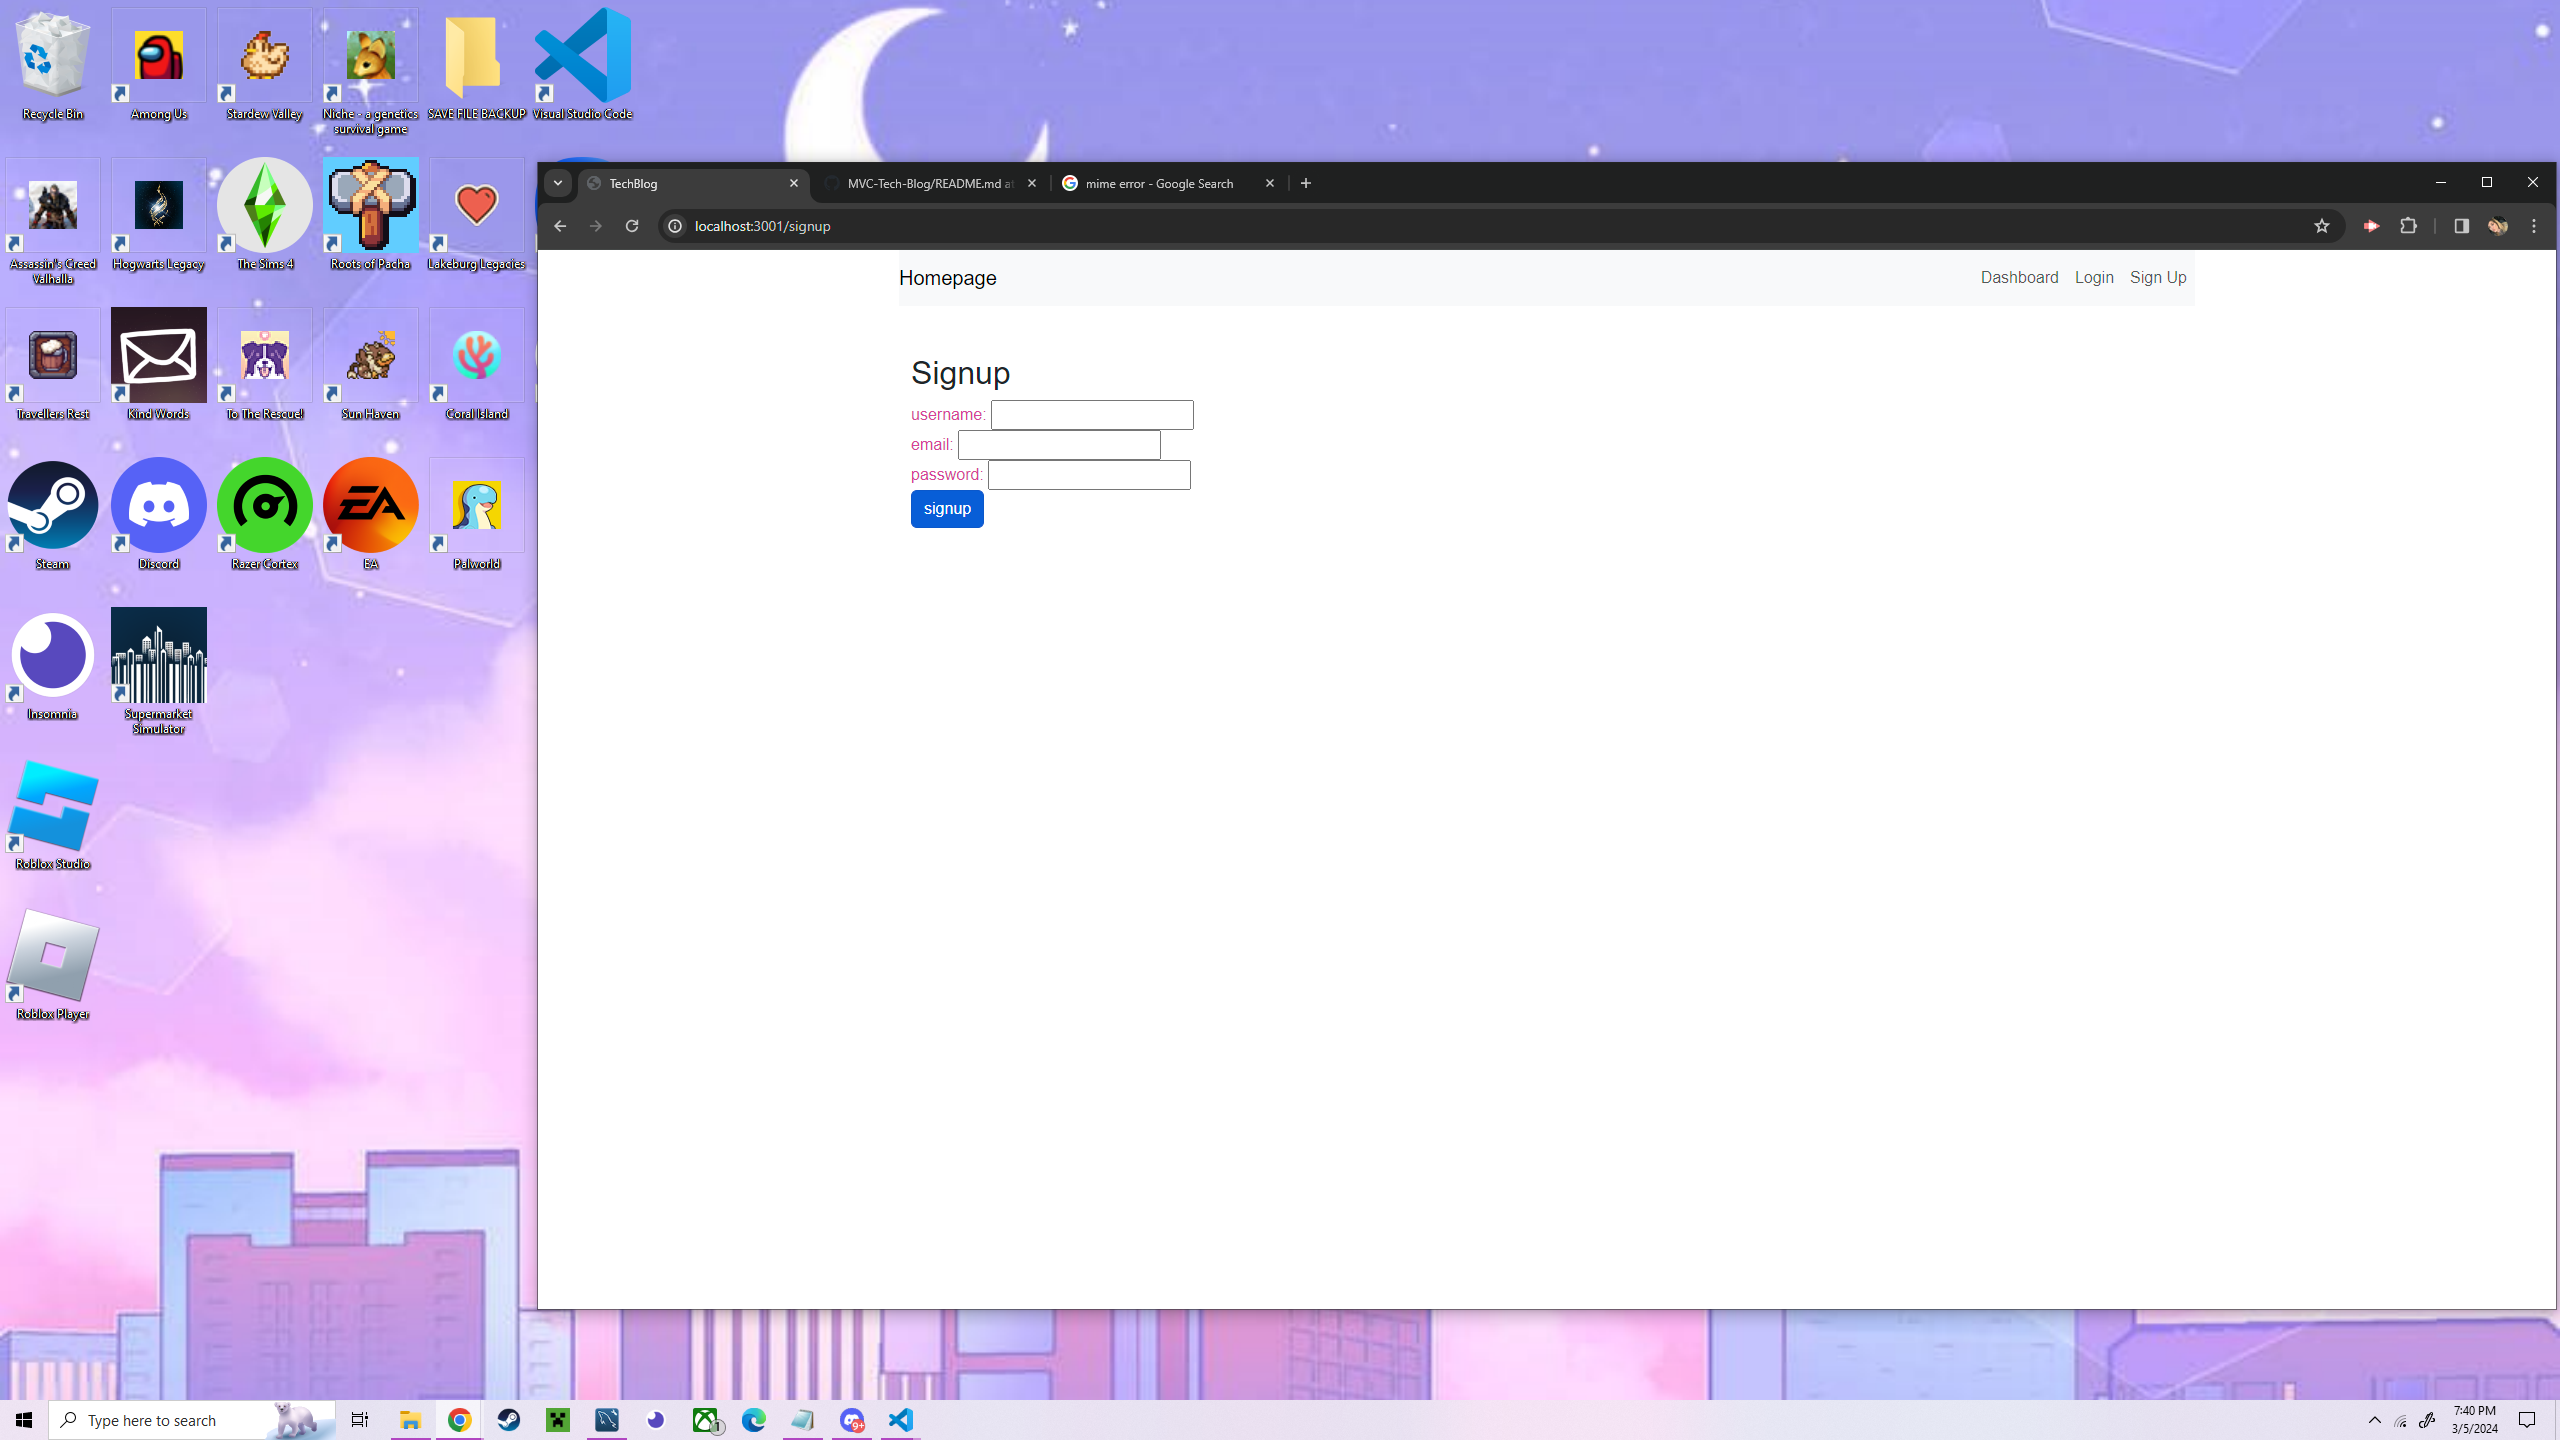 Recycle Bin
Among Us
Stardew Valley
Niche - a genetics
survival game
SAVE FILE BACKUP
Visual Studio Code
Assassin's Creed
Valhalla
Hogwarts Legacy
The Sims 4
Roots of Pacha
Lakeburg Legacies
Travellers Rest
Kind Words
To The Rescue!
Sun Haven
Coral Island
Steam
Discord
Razer Cortex
EA
Palworld
Insomnia
Supermarket
Simulator
Roblox Studio
Roblox Player
TechBlog
MVC-Tech-Blog/README.md at
mime error - Google Search
localhost:3001/signup
Homepage
Dashboard
Login
Sign Up
Signup
username:
email:
password:
signup
Type here to search
1
9+
7:40 PM
3/5/2024